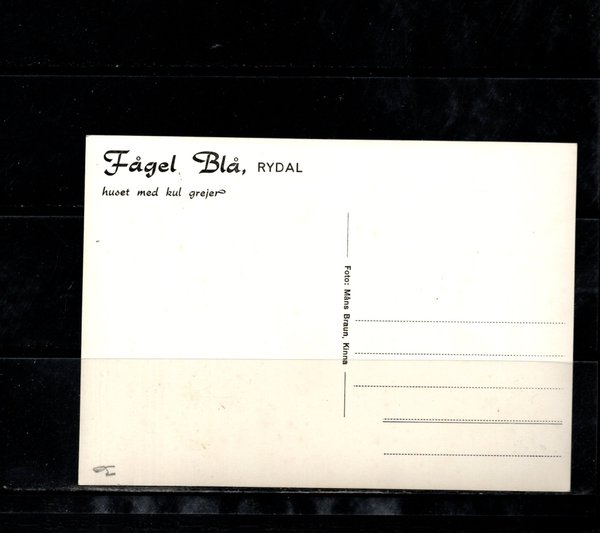 Fågel Blå, RYDAL
huset med kul grejer
Foto: Måns Braun, Kinna